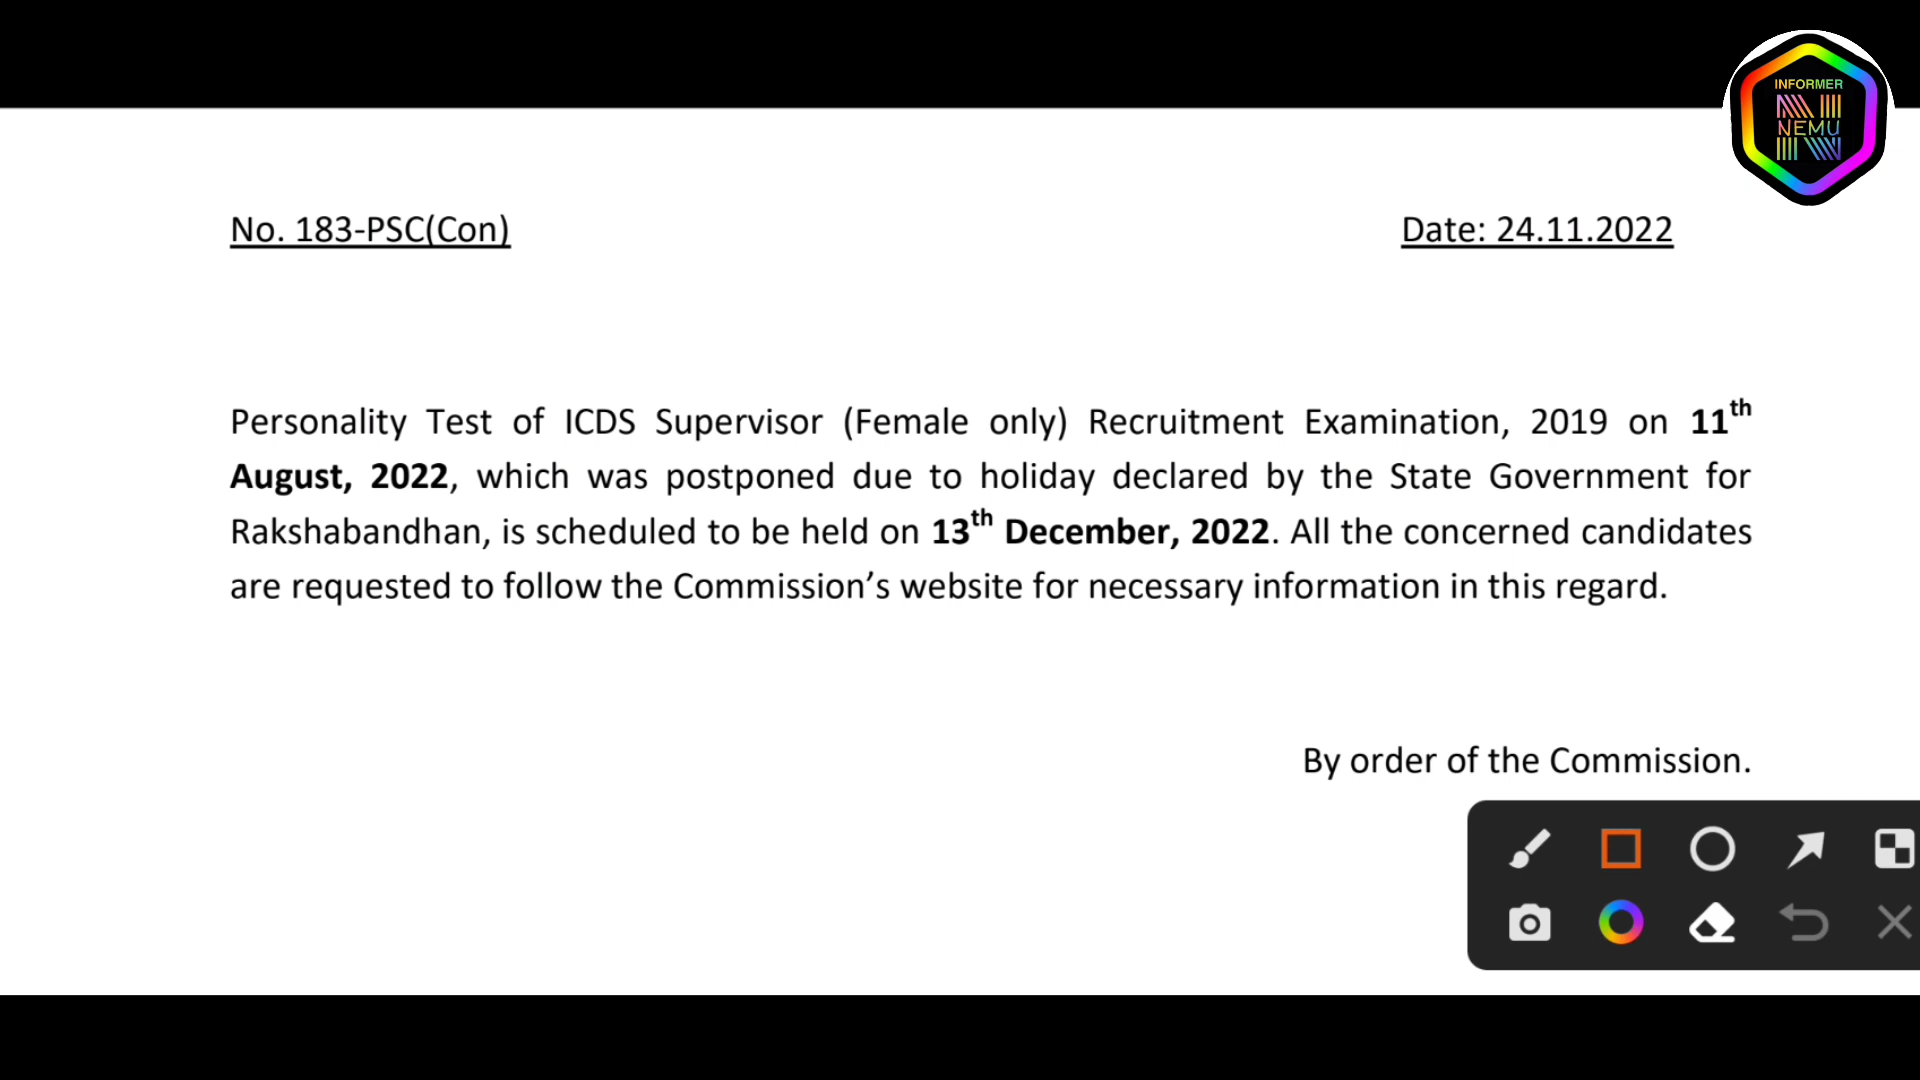 INFORMER
NEMU
No. 183-PSC(Con) Date: 24.11.2022
Personality Test of ICDS Supervisor (Female only) Recruitment Examination, 2019 on 11th
August, 2022, which was postponed due to holiday declared by the State Government for
Rakshabandhan, is scheduled to be held on 13th December, 2022. All the concerned candidates
are requested to follow the Commission’s website for necessary information in this regard.
By order of the Commission.